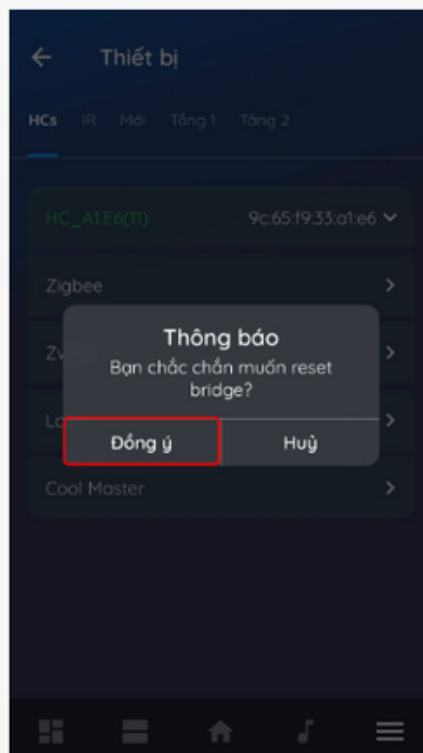 Thiết bị
HCs IR Mới Tầng 1 Tầng 2
HC_A1.E6(11) 9c:65:f9:33:a1:e6
Zigbee
Thông báo
Bạn chắc chắn muốn reset
bridge?
Đồng ý Huỷ
Cool Master